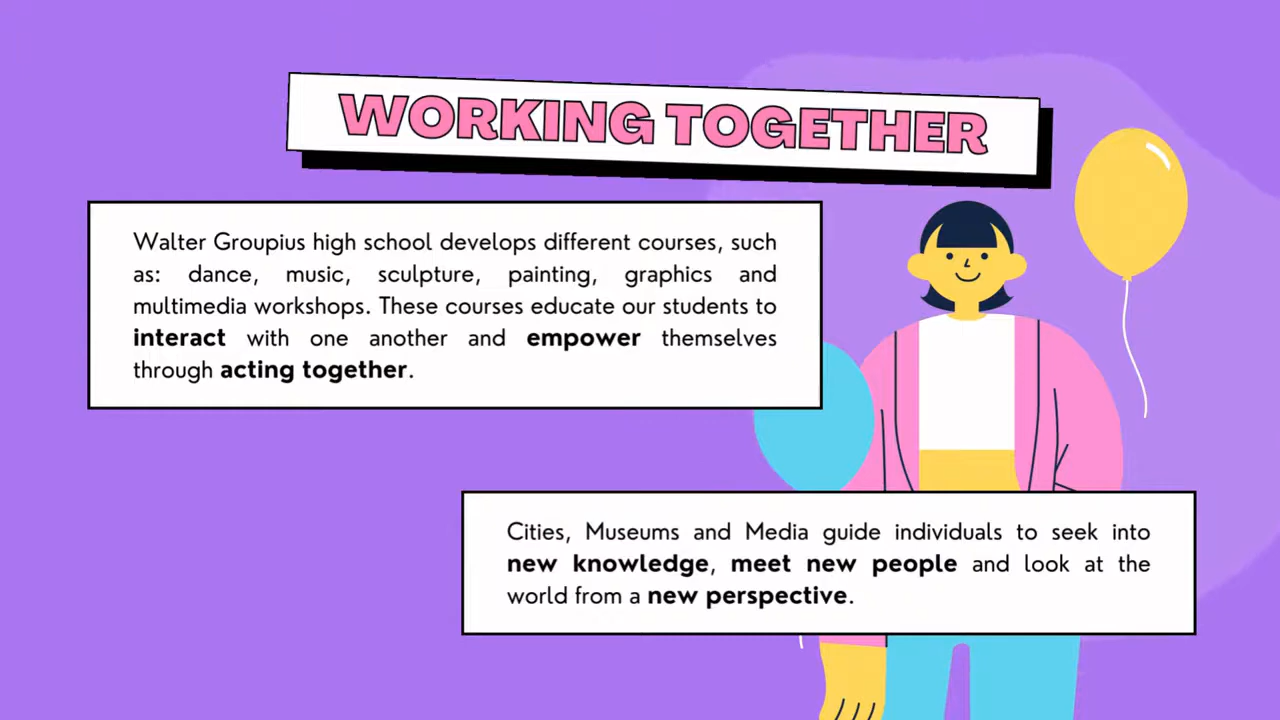 WORKING TOGETHER
Walter Groupius high school develops different courses, such
as: dance, music, sculpture, painting, graphics and
multimedia workshops. These courses educate our students to
interact with one another and empower themselves
through acting together.
Cities, Museums and Media guide individuals to seek into
new knowledge, meet new people and look at the
world from a new perspective.